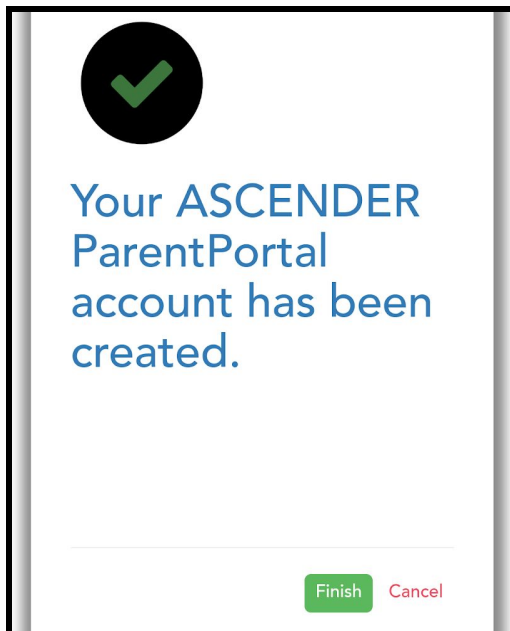 Your ASCENDER
ParentPortal
account has been
created.
Finish Cancel